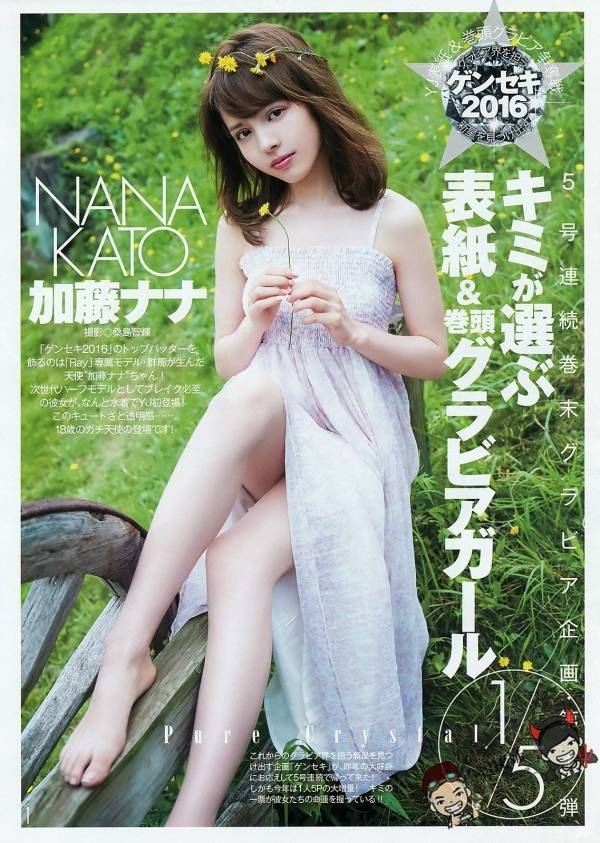 ゲンセキ
2016
キミが選ぶ
表紙&巻頭グラビアガール
5号連続巻末グラビア企画
弾
1/5
NANA
KATO
加藤ナナ
撮影◎桑島智輝
「ゲンセキ2016」のトップバッターを
飾るのは「Ray」専属モデル・群馬が生んだ
天使“加藤ナナ”ちゃん!
次世代ハーフモデルとしてブレイク必至
の彼女が、なんと水着でYJ初登場!
このキュートさと透明感……
18歳のガチ天使の登場です!
Pure Crystal
これからのグラビア界を担う新星を見つ
け出す企画「ゲンセキ」が、昨年の大好評
にお応えして5号連続で帰って来た!
しかも今年は1人5Pの大増量! キミの
一票が彼女たちの命運を握っている!!
1